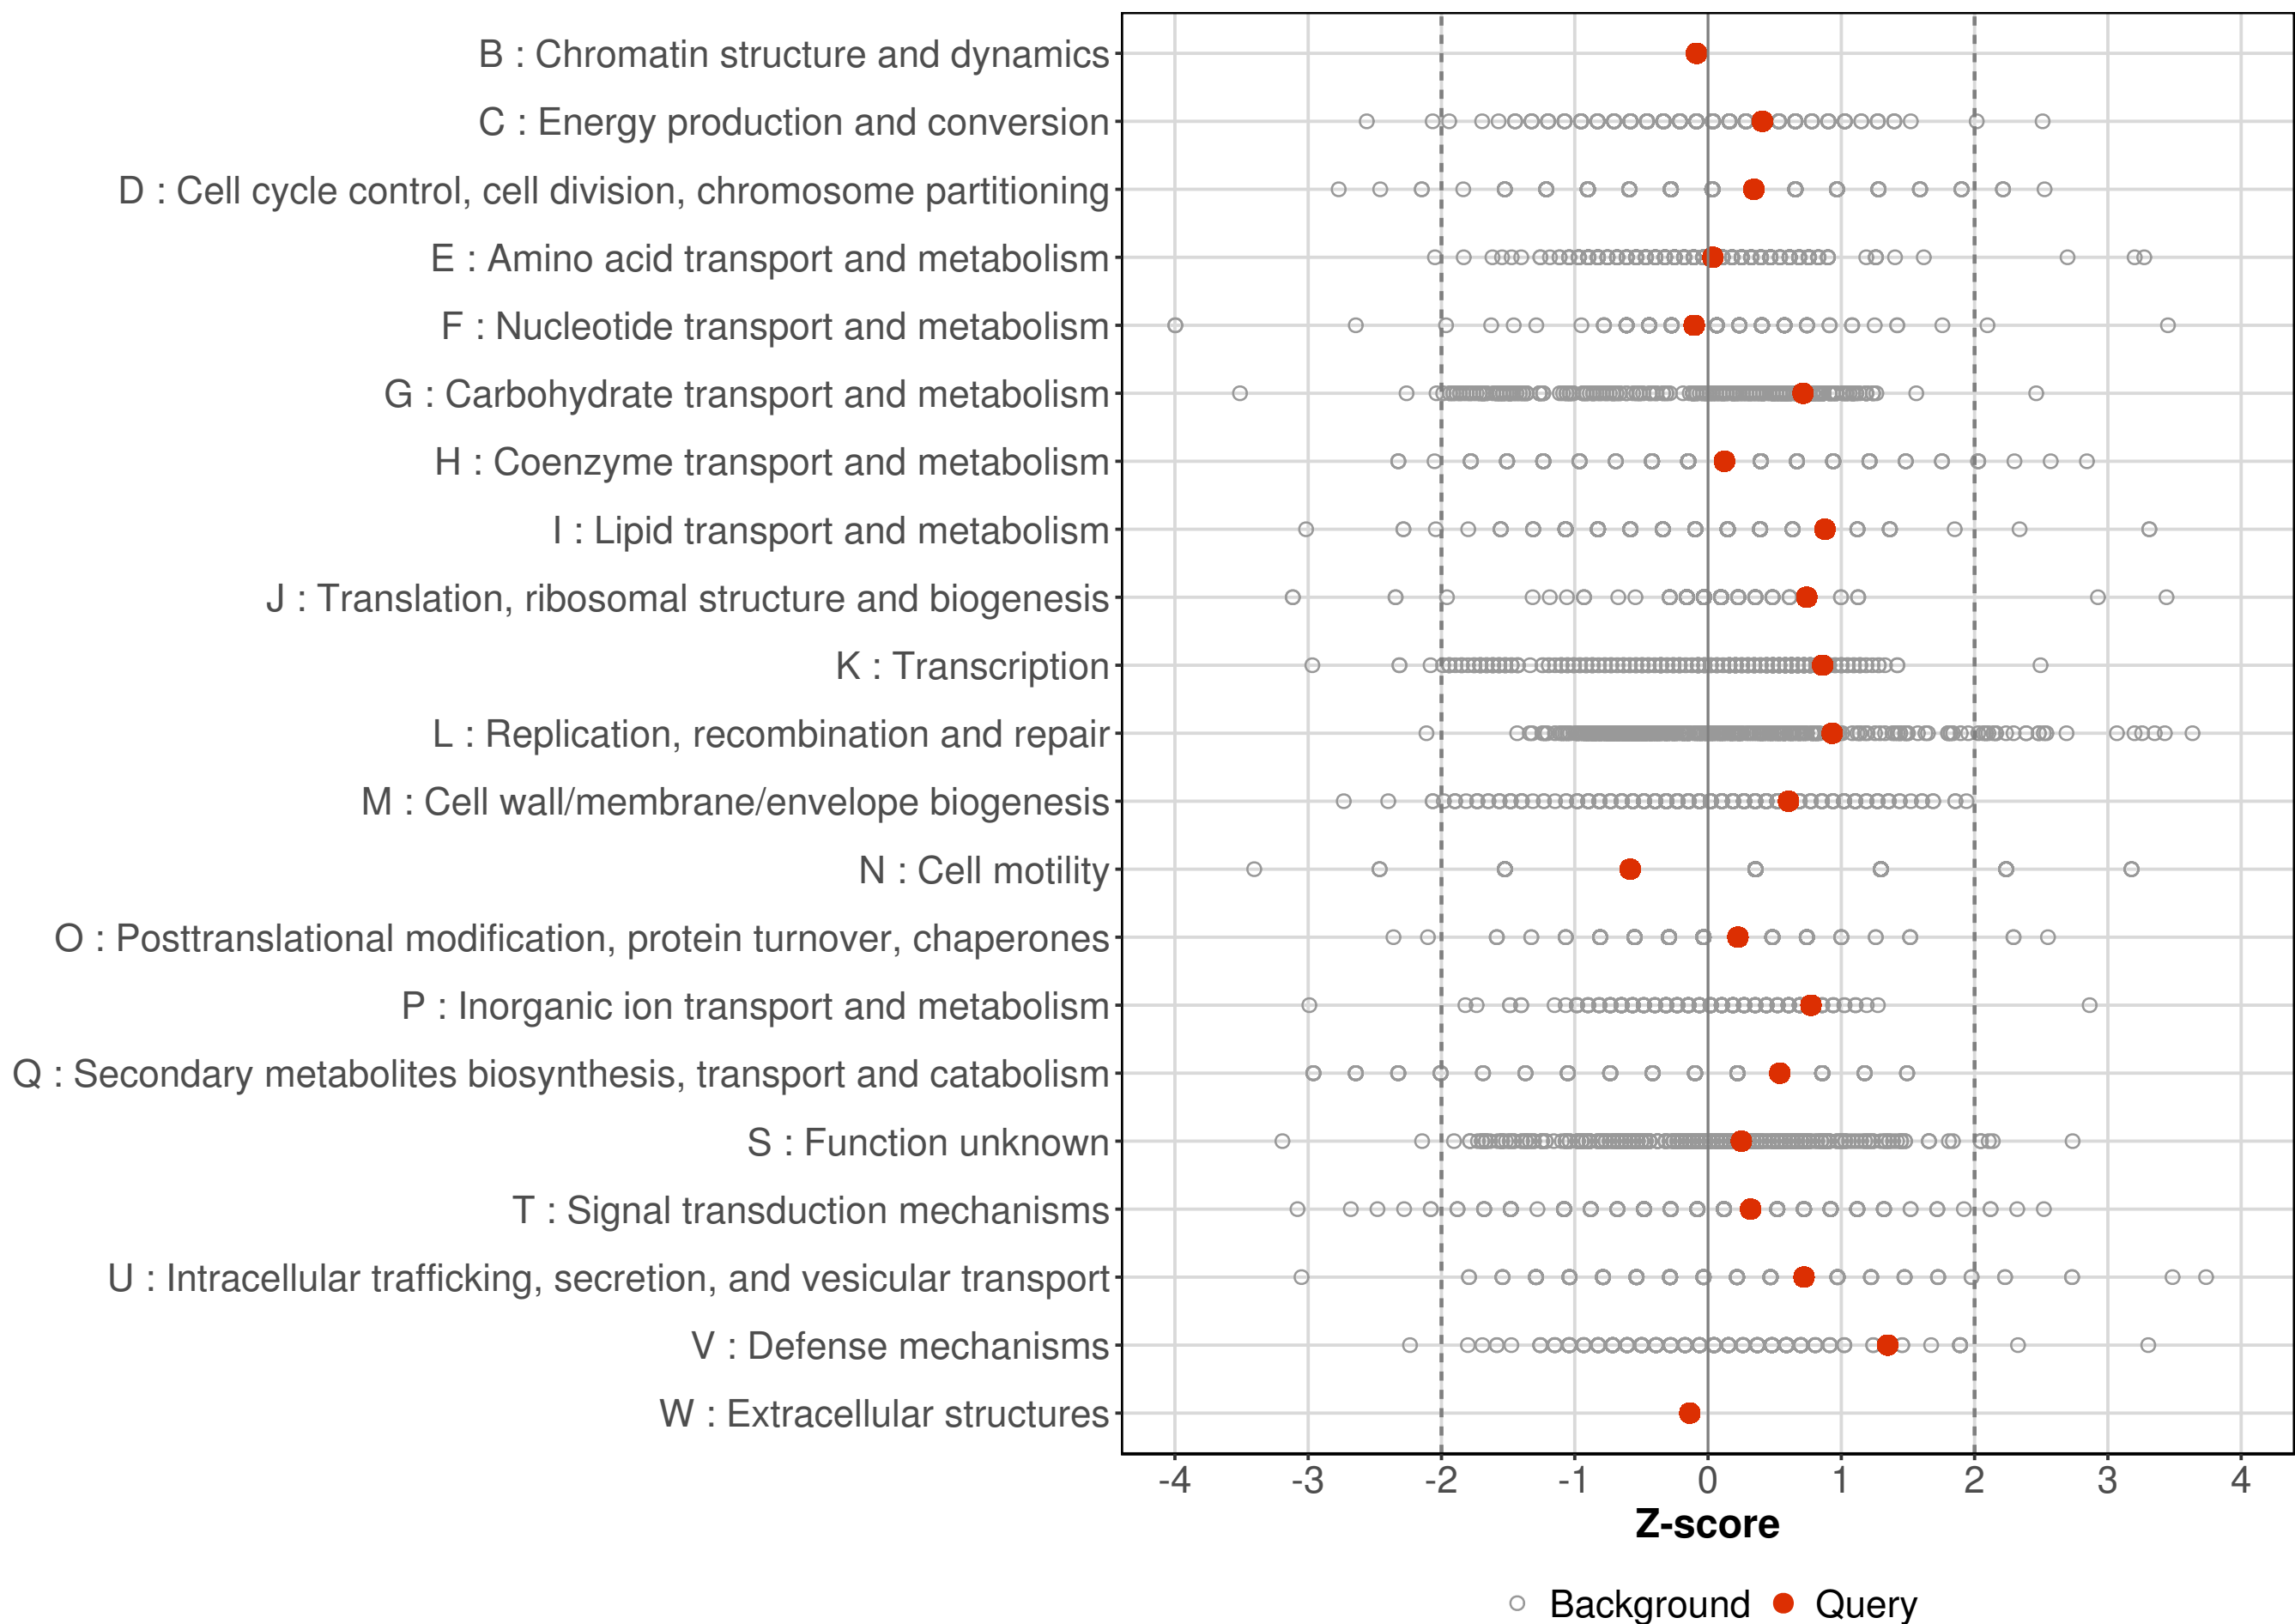 B : Chromatin structure and dynamics
C : Energy production and conversion
D : Cell cycle control, cell division, chromosome partitioning
E : Amino acid transport and metabolism
F : Nucleotide transport and metabolism
G : Carbohydrate transport and metabolism
H : Coenzyme transport and metabolism
I : Lipid transport and metabolism
J : Translation, ribosomal structure and biogenesis
K : Transcription
L : Replication, recombination and repair
M : Cell wall/membrane/envelope biogenesis
N : Cell motility
O : Posttranslational modification, protein turnover, chaperones
P : Inorganic ion transport and metabolism
Q : Secondary metabolites biosynthesis, transport and catabolism
S : Function unknown
T : Signal transduction mechanisms
U : Intracellular trafficking, secretion, and vesicular transport
V : Defense mechanisms
W : Extracellular structures
-4 -3 -2 -1 0 1 2 3 4
Z-score
Background Query